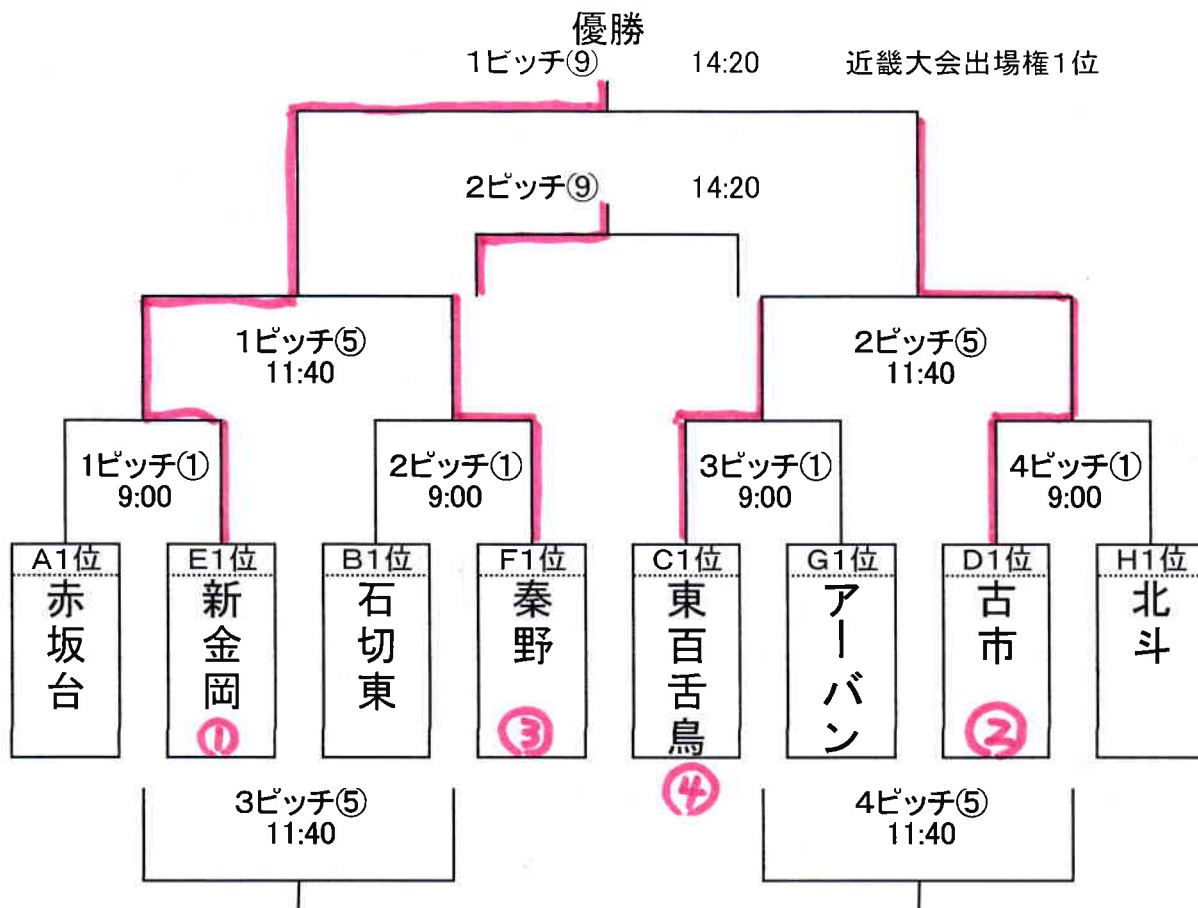 優勝
1ピッチ⑨ 14:20 近畿大会出場権1位
2ピッチ⑨ 14:20
1ピッチ⑤ 2ピッチ⑤
11:40 11:40
1ピッチ① 2ピッチ① 3ピッチ① 4ピッチ①
9:00 9:00 9:00 9:00
A1位 E1位 B1位 F1位 C1位 G1位 D1位 H1位
赤坂台
新金岡
①
石切東
秦野
③
東百舌鳥
④
アーバン
古市
②
北斗
3ピッチ⑤ 4ピッチ⑤
11:40 11:40